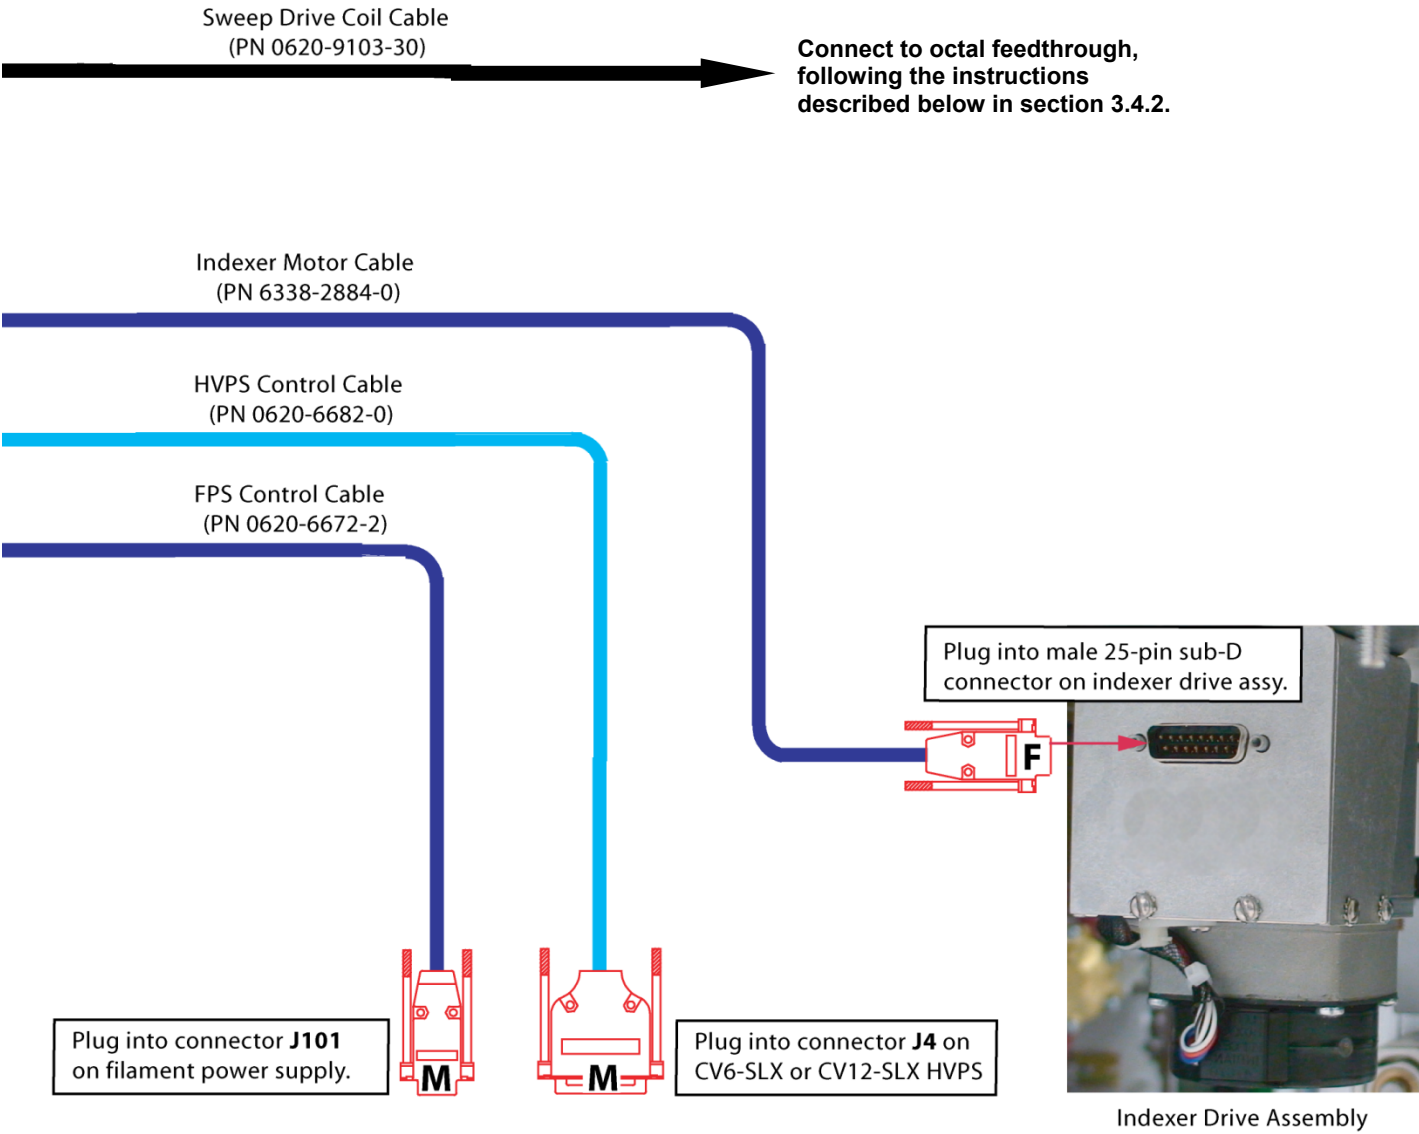 Sweep Drive Coil Cable
(PN 0620-9103-30)
Connect to octal feedthrough,
following the instructions
described below in section 3.4.2.
Indexer Motor Cable
(PN 6338-2884-0)
HVPS Control Cable
(PN 0620-6682-0)
FPS Control Cable
(PN 0620-6672-2)
Plug into male 25-pin sub-D
connector on indexer drive assy.
F
Plug into connector J101
on filament power supply.
M
M
Plug into connector J4 on
CV6-SLX or CV12-SLX HVPS
Indexer Drive Assembly